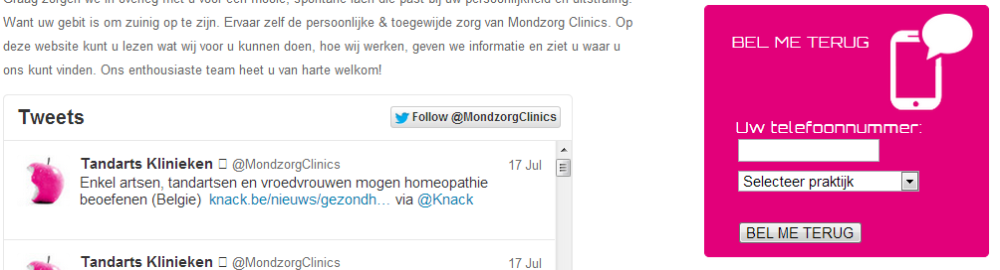 Graag zorgen we in overleg met u voor een mooie, spontane lach die past bij uw persoonlijkheid en uitstraling.
Want uw gebit is om zuinig op te zijn. Ervaar zelf de persoonlijke & toegewijde zorg van Mondzorg Clinics. Op
deze website kunt u lezen wat wij voor u kunnen doen, hoe wij werken, geven we informatie en ziet u waar u
ons kunt vinden. Ons enthousiaste team heet u van harte welkom!
Tweets
Follow @MondzorgClinics
Tandarts Klinieken @MondzorgClinics 17 Jul
Enkel artsen, tandartsen en vroedvrouwen mogen homeopathie
beoefenen (Belgie) knack.be/nieuws/gezondh… via @Knack
Tandarts Klinieken @MondzorgClinics 17 Jul
BEL ME TERUG
Uw telefoonnummer:
Selecteer praktijk
BEL ME TERUG